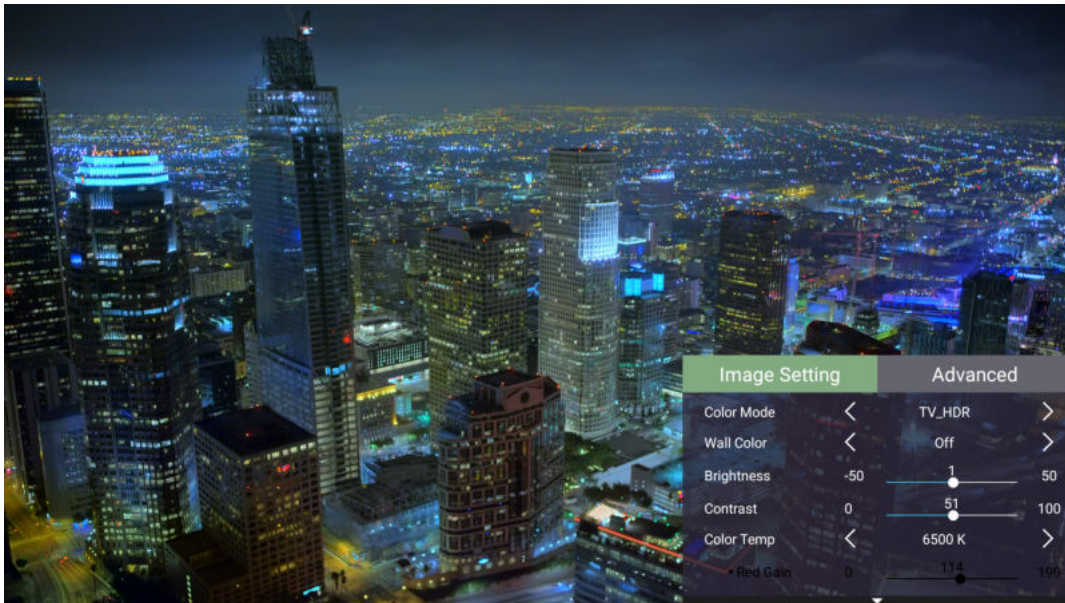 Image Setting Advanced
Color Mode < TV_HDR >
Wall Color < Off >
Brightness -50 1 50
Contrast 0 51 100
Color Temp < 6500 K >
• Red Gain 0 114 199